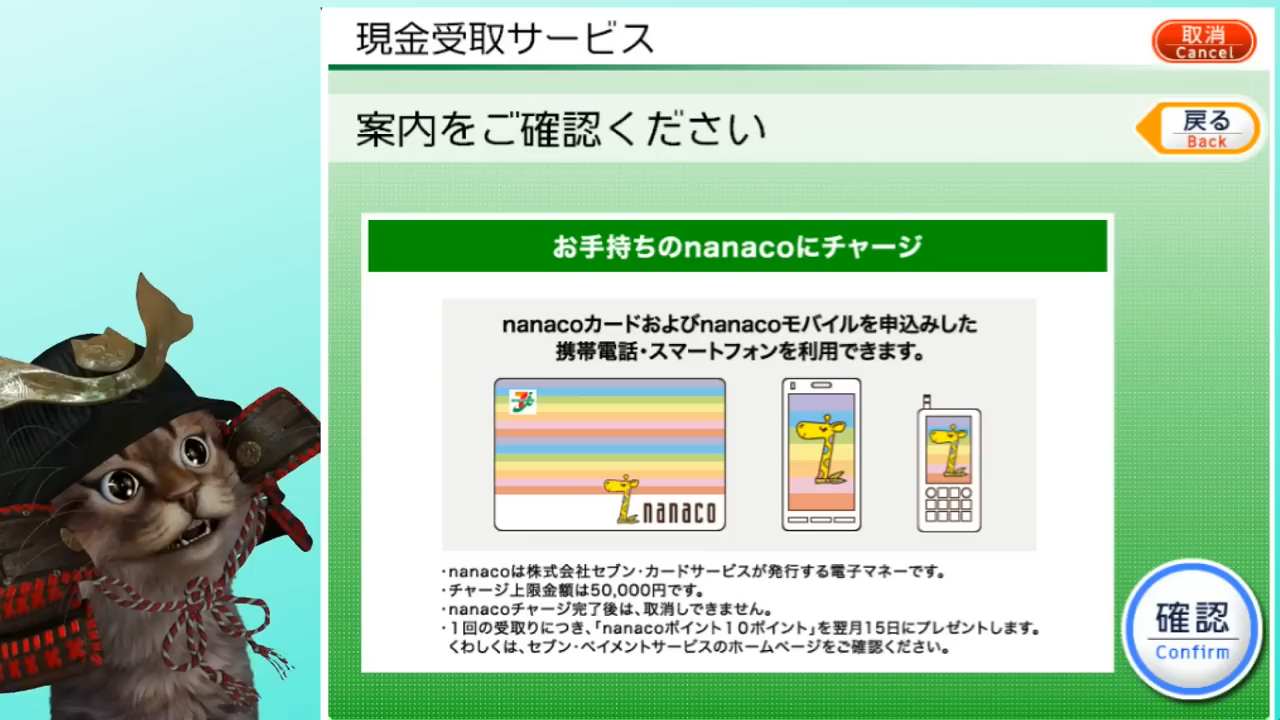 現金受取サービス
取消
Cancel
案内をご確認ください
戻る
Back
お手持ちのnanacoにチャージ
nanacoカードおよびnanacoモバイルを申込みした
携帯電話・スマートフォンを利用できます。
nanaco
・nanacoは株式会社セブン・カードサービスが発行する電子マネーです。
・チャージ上限金額は50,000円です。
・nanacoチャージ完了後は、取消しできません。
・1回の受取りにつき、「nanacoポイント10ポイント」を翌月15日にプレゼントします。
くわしくは、セブン・ペイメントサービスのホームページをご確認ください。
確認
Confirm